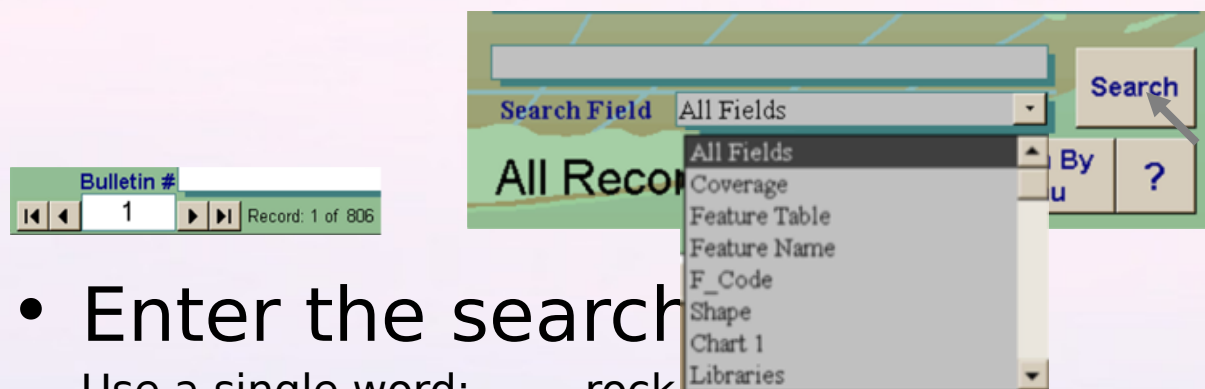 Search
Search Field All Fields
All Fields
Coverage
Feature Table
Feature Name
F_Code
Shape
Chart 1
Libraries
All Recor
By
?
Bulletin #
1 Record: 1 of 806
• Enter the search
Use a single word: rock